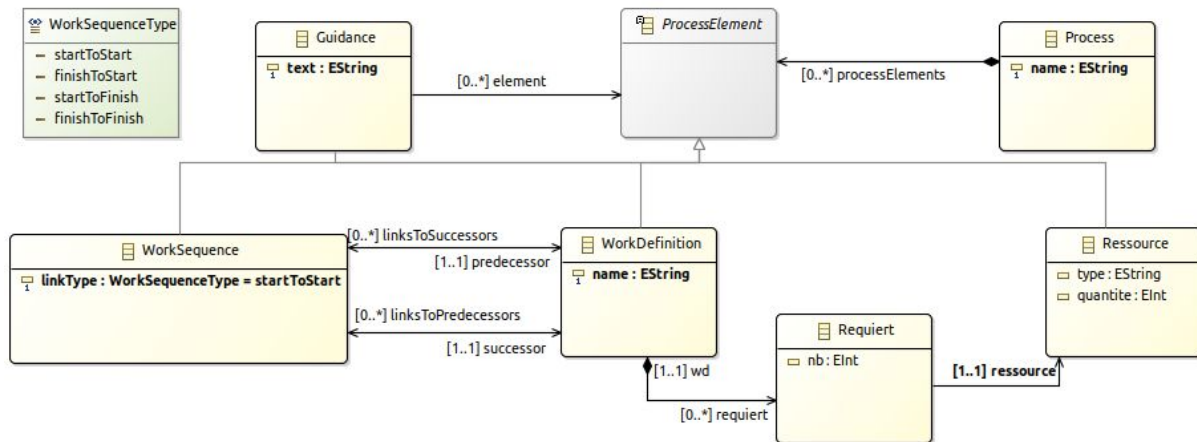 WorkSequenceType
startToStart
finishToStart
startToFinish
finishToFinish
Guidance
text : EString
[0..*] element
ProcessElement
[0..*] processElements
Process
name : EString
WorkSequence
linkType : WorkSequenceType = startToStart
[0..*] linksToSuccessors
[1..1] predecessor
[0..*] linksToPredecessors
[1..1] successor
WorkDefinition
name : EString
[1..1] wd
[0..*] requiert
Requiert
nb : EInt
[1..1] ressource
Ressource
type : EString
quantite : EInt